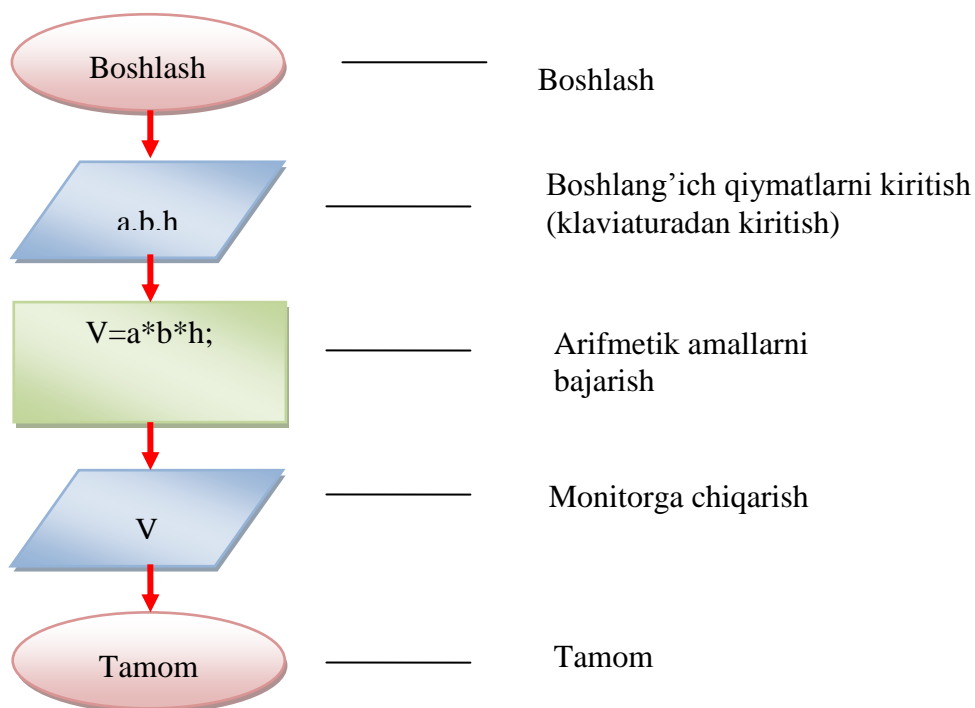 Boshlash
Boshlash
a,b,h
Boshlang’ich qiymatlarni kiritish
(klaviaturadan kiritish)
V=a*b*h;
Arifmetik amallarni
bajarish
V
Monitorga chiqarish
Tamom
Tamom